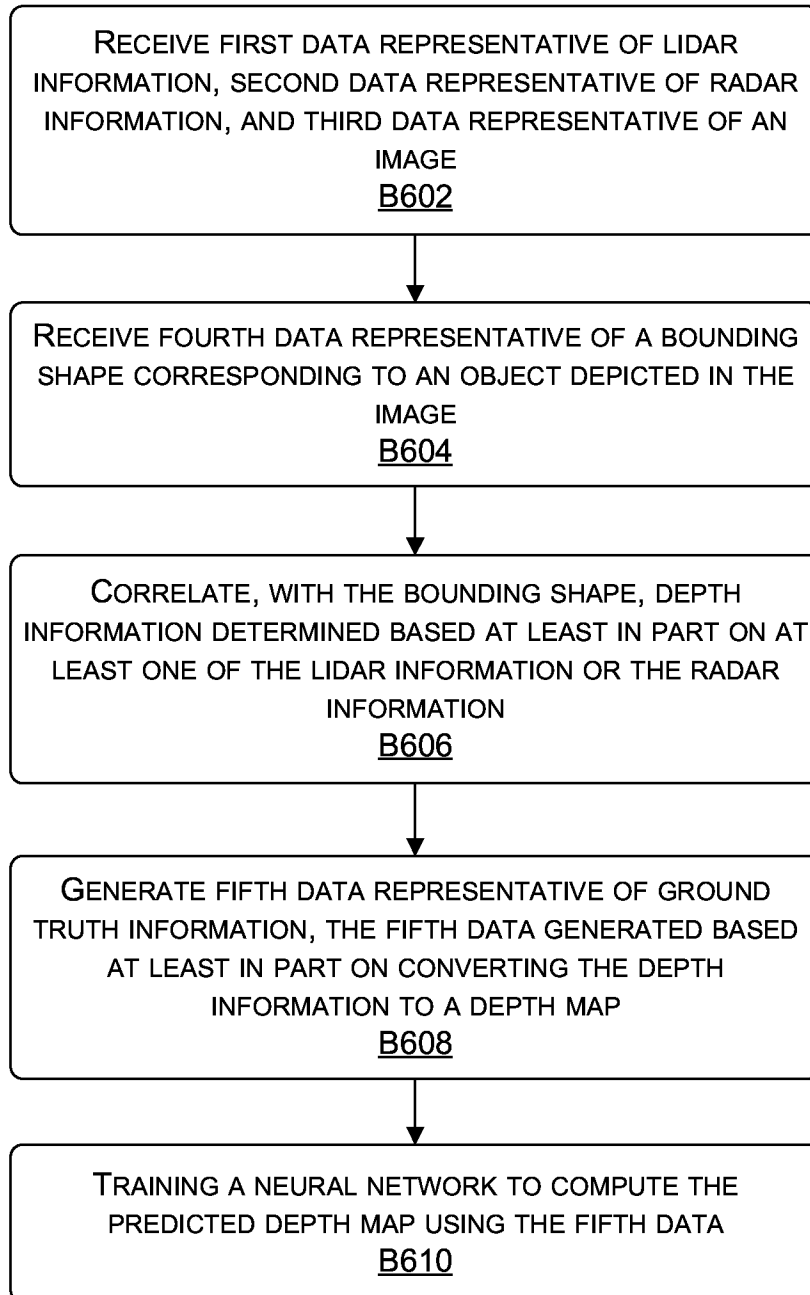 RECEIVE FIRST DATA REPRESENTATIVE OF LIDAR
INFORMATION, SECOND DATA REPRESENTATIVE OF RADAR
INFORMATION, AND THIRD DATA REPRESENTATIVE OF AN
IMAGE
B602
RECEIVE FOURTH DATA REPRESENTATIVE OF A BOUNDING
SHAPE CORRESPONDING TO AN OBJECT DEPICTED IN THE
IMAGE
B604
CORRELATE, WITH THE BOUNDING SHAPE, DEPTH
INFORMATION DETERMINED BASED AT LEAST IN PART ON AT
LEAST ONE OF THE LIDAR INFORMATION OR THE RADAR
INFORMATION
B606
GENERATE FIFTH DATA REPRESENTATIVE OF GROUND
TRUTH INFORMATION, THE FIFTH DATA GENERATED BASED
AT LEAST IN PART ON CONVERTING THE DEPTH
INFORMATION TO A DEPTH MAP
B608
TRAINING A NEURAL NETWORK TO COMPUTE THE
PREDICTED DEPTH MAP USING THE FIFTH DATA
B610